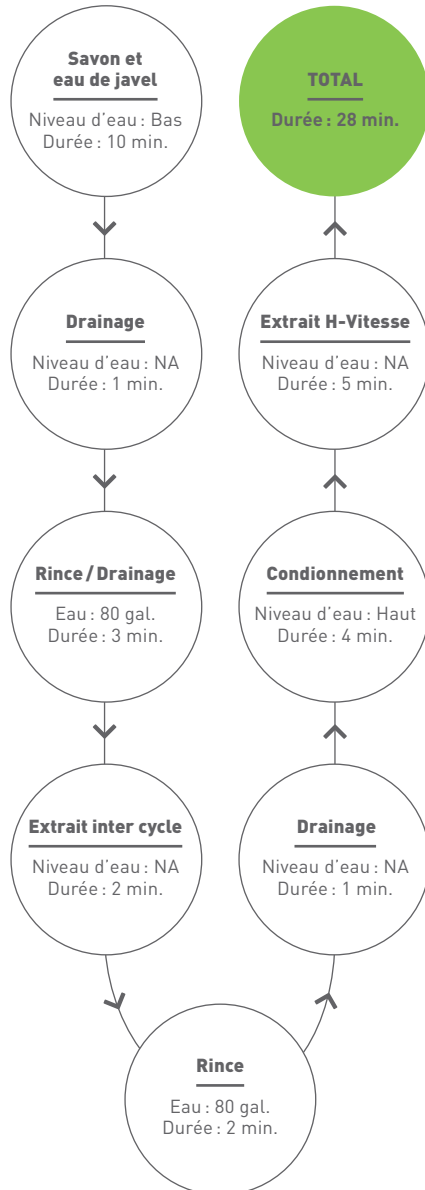 Savon et
eau de javel
Niveau d'eau : Bas
Durée : 10 min.
Drainage
Niveau d'eau : NA
Durée : 1 min.
Rince / Drainage
Eau : 80 gal.
Durée : 3 min.
Extrait inter cycle
Niveau d'eau : NA
Durée : 2 min.
Rince
Eau : 80 gal.
Durée : 2 min.
Drainage
Niveau d'eau : NA
Durée : 1 min.
Condionnement
Niveau d'eau : Haut
Durée : 4 min.
Extrait H-Vitesse
Niveau d'eau : NA
Durée : 5 min.
TOTAL
Durée : 28 min.